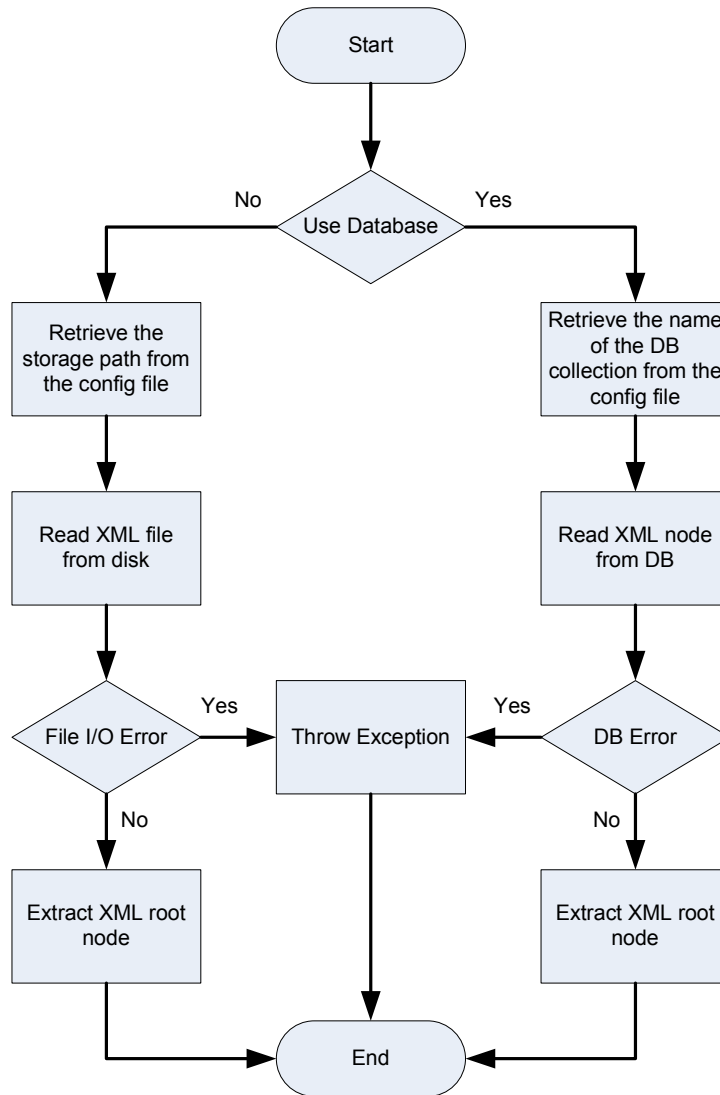 Start
No
Yes
Use Database
Retrieve the
storage path from
the config file
Retrieve the name
of the DB
collection from the
config file
Read XML file
from disk
Read XML node
from DB
File I/O Error
Yes
Throw Exception
Yes
DB Error
No
No
Extract XML root
node
Extract XML root
node
End